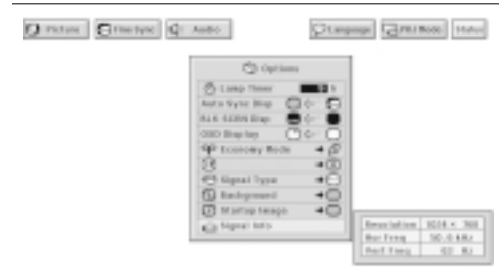 Picture
Fine Sync
Audio
Language
PRJ Mode
Status
Options
Lamp Timer h
Auto Sync Disp
BLK SCRN Disp
OSD Display
Economy Mode
Signal Type
Background
Startup Image
Signal Info
Resolution 1024 × 768
Hor Freq kHz
Vert Freq Hz